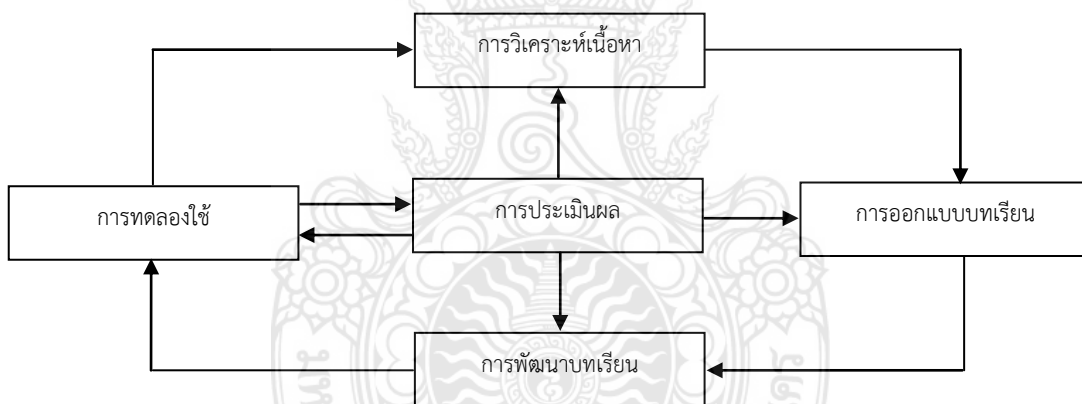 การวิเคราะห์เนื้อหา
การทดลองใช้
การประเมินผล
การออกแบบบทเรียน
การพัฒนาบทเรียน